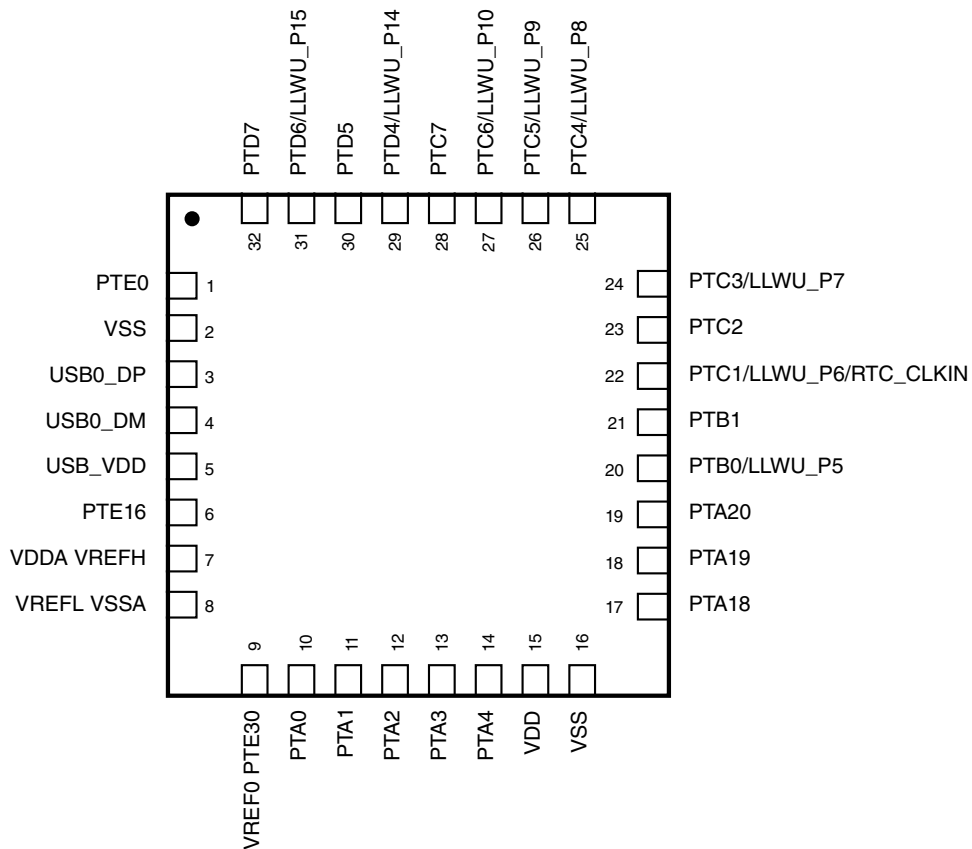 PTD7
PTD6/LLWU_P15
PTD5
PTD4/LLWU_P14
PTC7
PTC6/LLWU_P10
PTC5/LLWU_P9
PTC4/LLWU_P8
32
31
30
29
28
27
26
25
PTE0
1
VSS
2
USB0_DP
3
USB0_DM
4
USB_VDD
5
PTE16
6
VDDA VREFH
7
VREFL VSSA
8
24
PTC3/LLWU_P7
23
PTC2
22
PTC1/LLWU_P6/RTC_CLKIN
21
PTB1
20
PTB0/LLWU_P5
19
PTA20
18
PTA19
17
PTA18
9
10
11
12
13
14
15
16
VREF0 PTE30
PTA0
PTA1
PTA2
PTA3
PTA4
VDD
VSS